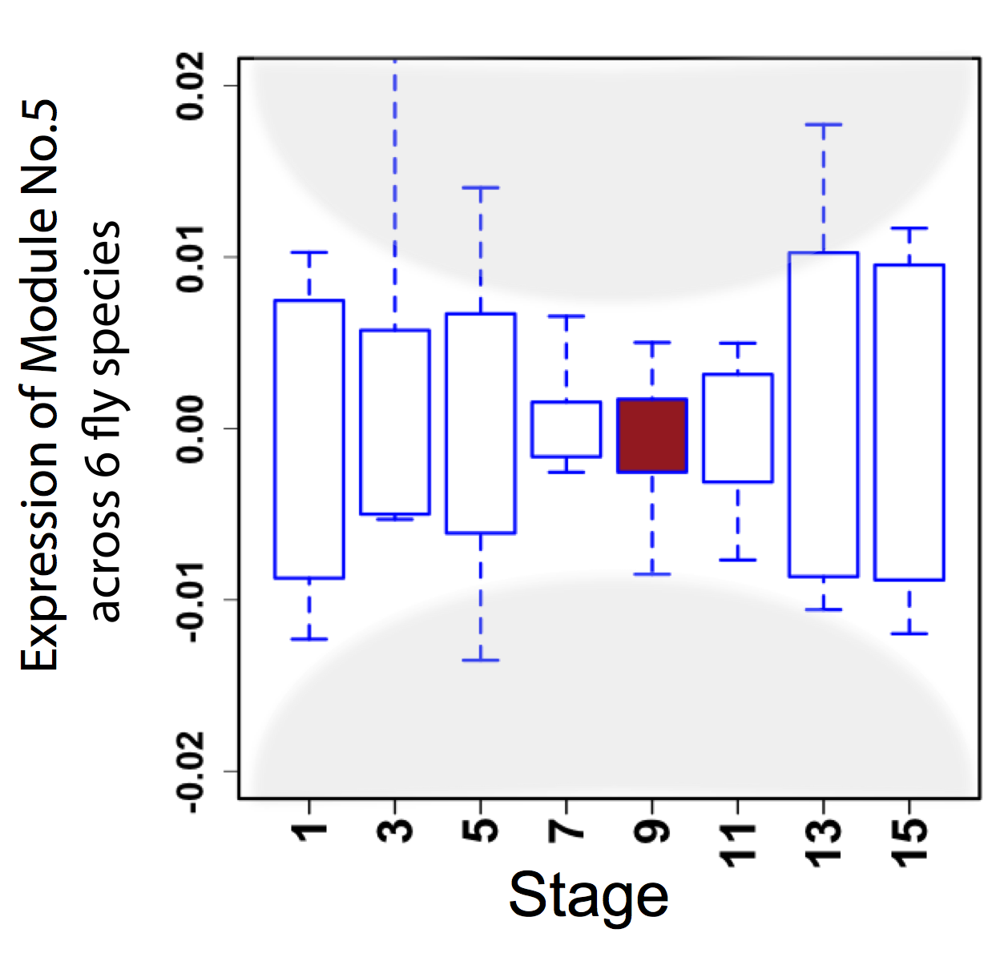 Expression of Module No.5
across 6 fly species
0.02
0.01
0.00
-0.01
-0.02
1 3 5 7 9 11 13 15
Stage